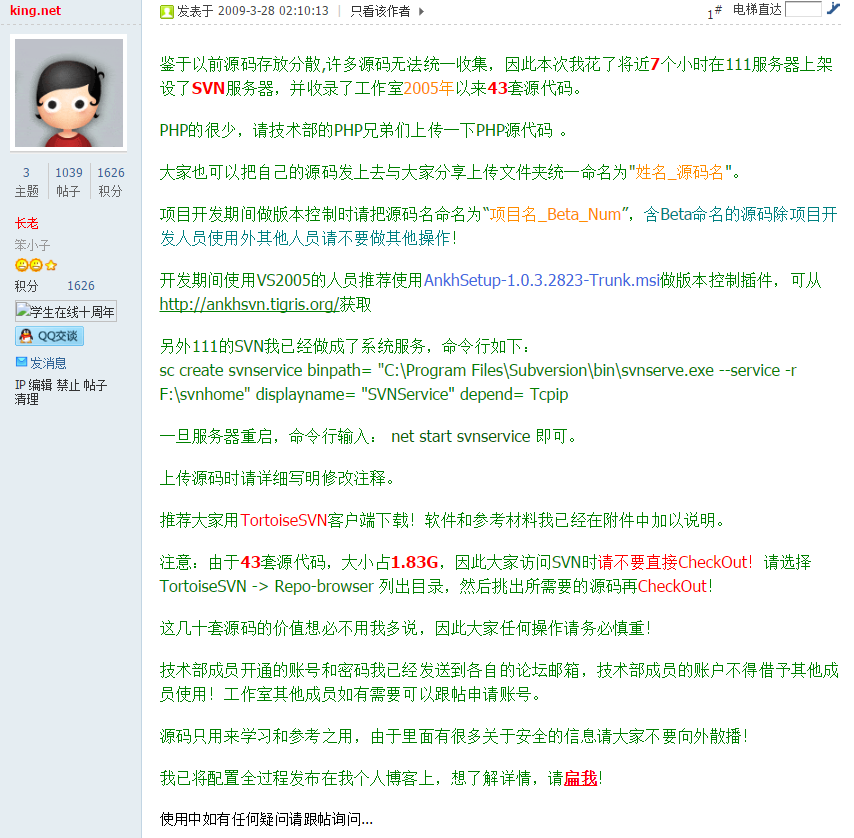 king.net
发表于 2009-3-28 02:10:13 | 只看该作者
1# 电梯直达
3 1039 1626
主题 帖子 积分
长老
笨小子
积分 1626
学生在线十周年
QQ交谈
发消息
IP 编辑 禁止 帖子
清理
鉴于以前源码存放分散,许多源码无法统一收集，因此本次我花了将近7个小时在111服务器上架
设了SVN服务器，并收录了工作室2005年以来43套源代码。
PHP的很少，请技术部的PHP兄弟们上传一下PHP源代码 。
大家也可以把自己的源码发上去与大家分享上传文件夹统一命名为"姓名_源码名"。
项目开发期间做版本控制时请把源码名命名为“项目名_Beta_Num”，含Beta命名的源码除项目开
发人员使用外其他人员请不要做其他操作！
开发期间使用VS2005的人员推荐使用AnkhSetup-1.0.3.2823-Trunk.msi做版本控制插件，可从
http://ankhsvn.tigris.org/获取
另外111的SVN我已经做成了系统服务，命令行如下：
sc create svnservice binpath= "C:\Program Files\Subversion\bin\svnserve.exe --service -r
F:\svnhome" displayname= "SVNService" depend= Tcpip
一旦服务器重启，命令行输入： net start svnservice 即可。
上传源码时请详细写明修改注释。
推荐大家用TortoiseSVN客户端下载！软件和参考材料我已经在附件中加以说明。
注意：由于43套源代码，大小占1.83G，因此大家访问SVN时请不要直接CheckOut！请选择
TortoiseSVN -> Repo-browser 列出目录，然后挑出所需要的源码再CheckOut！
这几十套源码的价值想必不用我多说，因此大家任何操作请务必慎重！
技术部成员开通的账号和密码我已经发送到各自的论坛邮箱，技术部成员的账户不得借予其他成
员使用！工作室其他成员如有需要可以跟帖申请账号。
源码只用来学习和参考之用，由于里面有很多关于安全的信息请大家不要向外散播！
我已将配置全过程发布在我个人博客上，想了解详情，请扁我！
使用中如有任何疑问请跟帖询问...